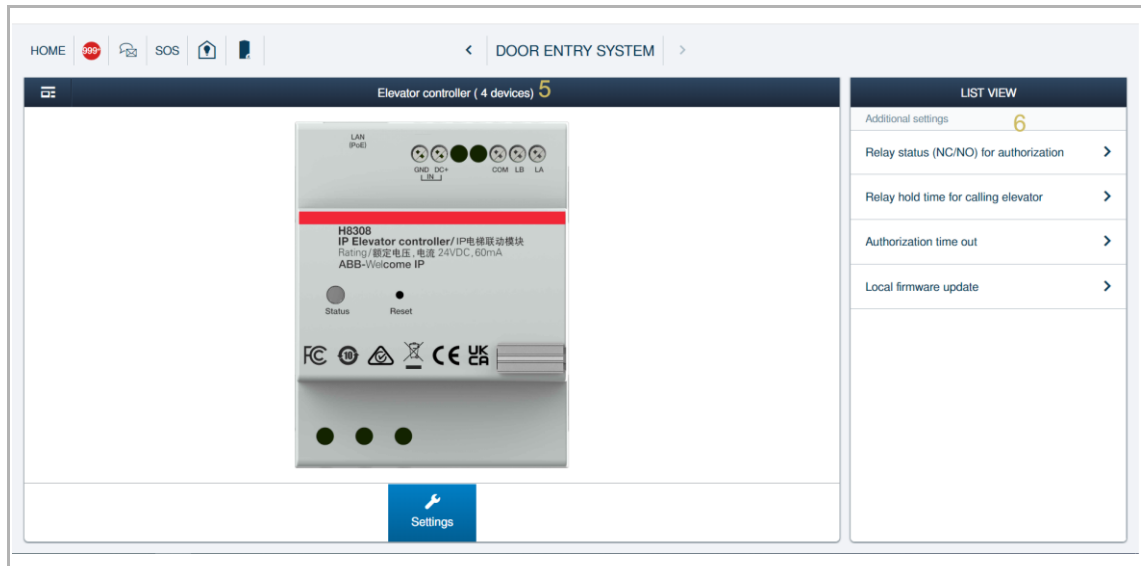 HOME
999+
SOS
DOOR ENTRY SYSTEM
Elevator controller ( 4 devices) 5
LAN
(PoE)
GND DC+ COM LB LA
IN
H8308
IP Elevator controller/IP电梯联动模块
Rating/额定电压,电流 24VDC,60mA
ABB-Welcome IP
Status Reset
FC 10 CE UK
CA
Settings
LIST VIEW
Additional settings 6
Relay status (NC/NO) for authorization
Relay hold time for calling elevator
Authorization time out
Local firmware update